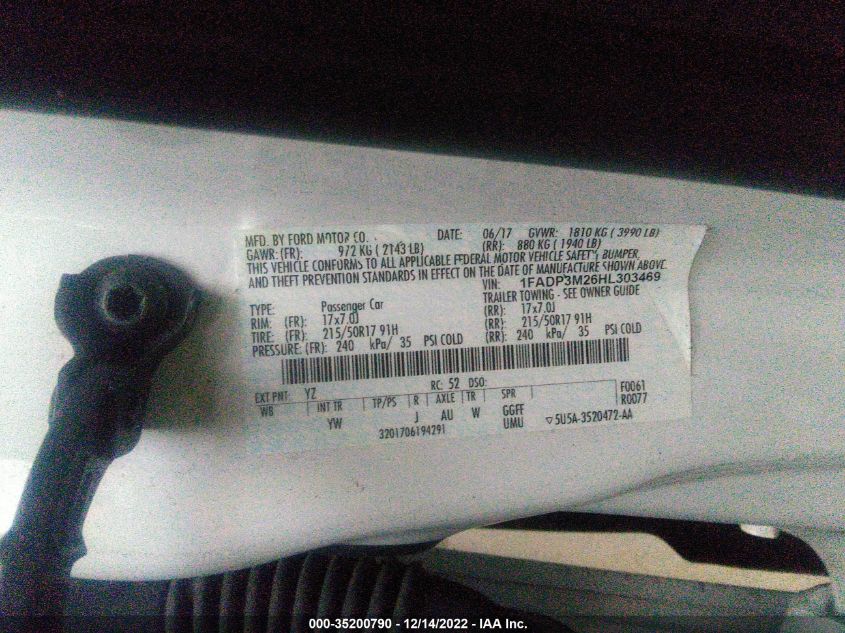 MFD. BY FORD MOTOR CO. DATE: 06/17 GVWR: 1810 KG ( 3990 LB)
GAWR: (FR): 972 KG ( 2143 LB) (RR): 880 KG ( 1940 LB)
THIS VEHICLE CONFORMS TO ALL APPLICABLE FEDERAL MOTOR VEHICLE SAFETY, BUMPER,
AND THEFT PREVENTION STANDARDS IN EFFECT ON THE DATE OF MANUFACTURE SHOWN ABOVE.
VIN: 1FADP3M26HL303469
TYPE: Passenger Car TRAILER TOWING - SEE OWNER GUIDE
RIM: (FR): 17x7.0J (RR): 17x7.0J
TIRE: (FR): 215/50R17 91H (RR): 215/50R17 91H
PRESSURE: (FR): 240 kPa/ 35 PSI COLD (RR): 240 kPa/ 35 PSI COLD
EXT PNT: YZ RC: 52 DSO: F0061
WB INT TR TP/PS R AXLE TR SPR R0077
YW J AU W GGFF
UMU ▽5U5A-3520472-AA
3201706194291
000-35200790 - 12/14/2022 - IAA Inc.